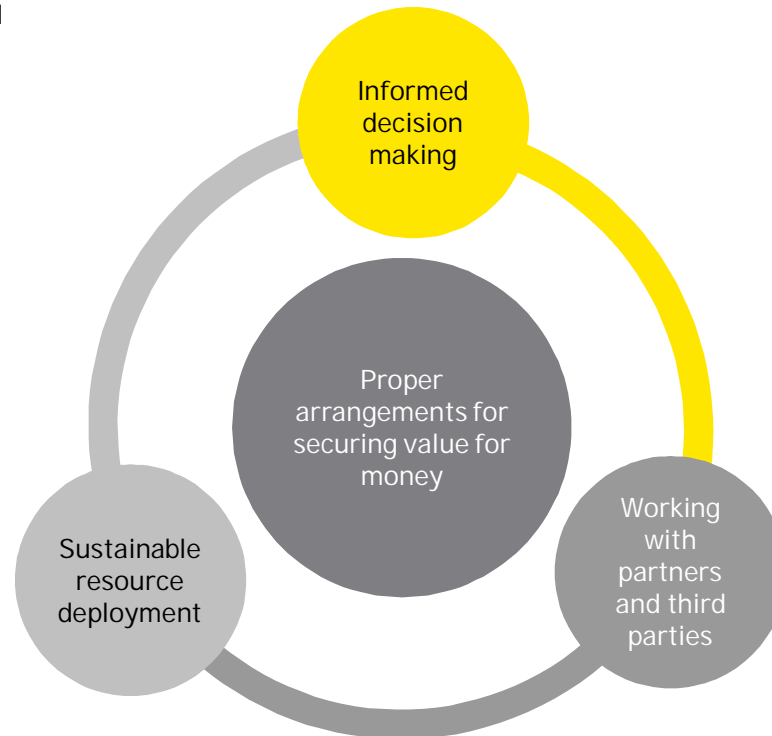 Informed
decision
making
Proper
arrangements for
securing value for
money
Working
with
partners
and third
parties
Sustainable
resource
deployment